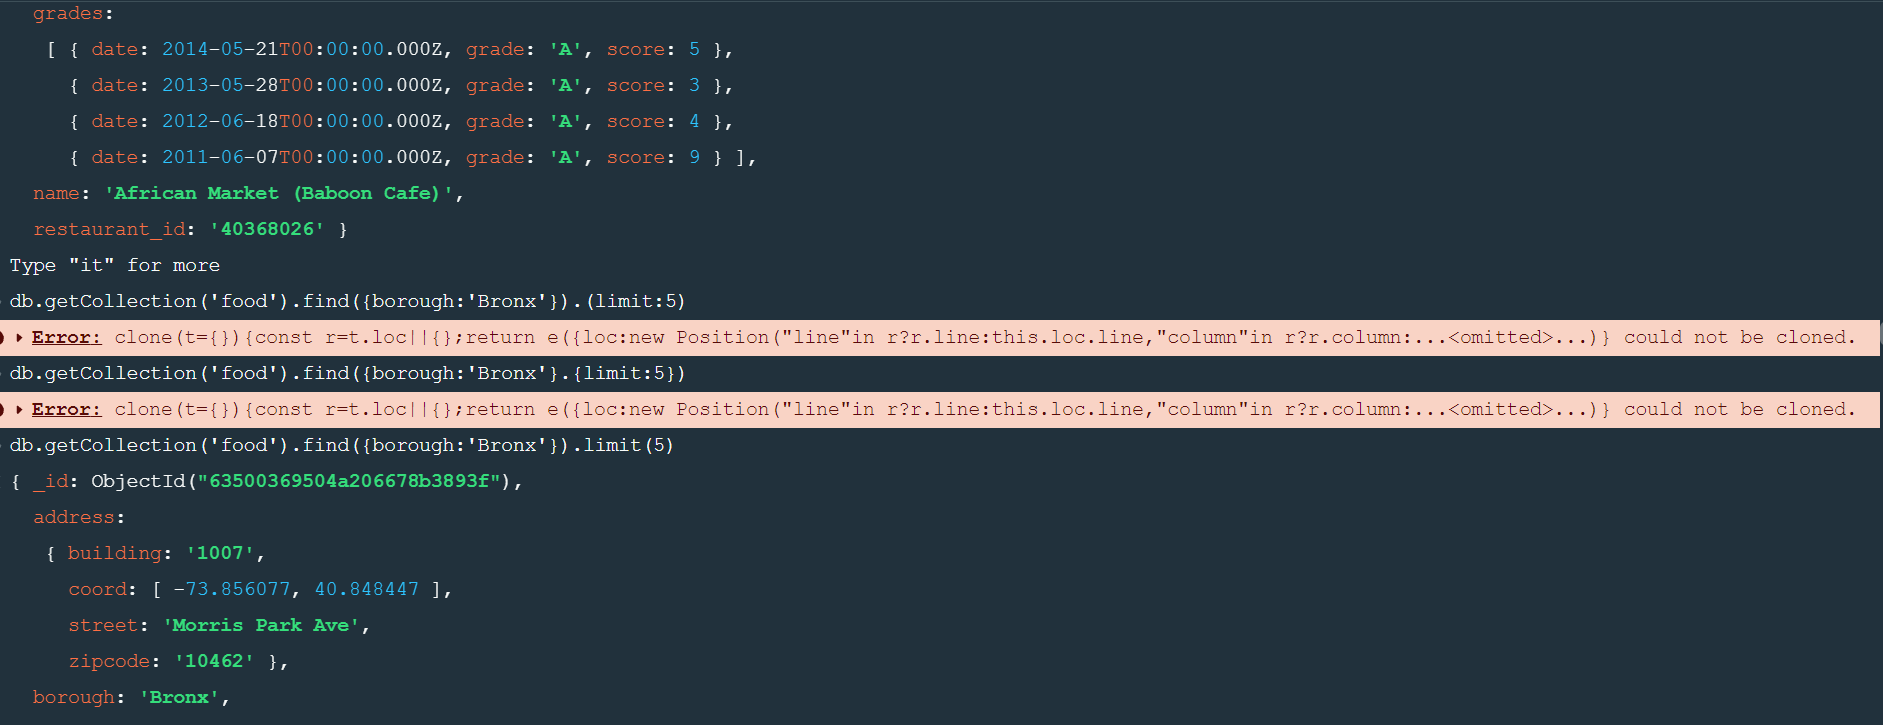 grades:
[ { date: 2014-05-21T00:00:00.000Z, grade: 'A', score: 5 },
{ date: 2013-05-28T00:00:00.000Z, grade: 'A', score: 3 },
{ date: 2012-06-18T00:00:00.000Z, grade: 'A', score: 4 },
{ date: 2011-06-07T00:00:00.000Z, grade: 'A', score: 9 } ],
name: 'African Market (Baboon Cafe)',
restaurant_id: '40368026' }
Type "it" for more
db.getCollection('food').find({borough:'Bronx'}).(limit:5)
Error: clone(t={}){const r=t.loc||{};return e({loc:new Position("line"in r?r.line:this.loc.line,"column"in r?r.column:...<omitted>...)} could not be cloned.
db.getCollection('food').find({borough:'Bronx'}.{limit:5})
Error: clone(t={}){const r=t.loc||{};return e({loc:new Position("line"in r?r.line:this.loc.line,"column"in r?r.column:...<omitted>...)} could not be cloned.
db.getCollection('food').find({borough:'Bronx'}).limit(5)
{ _id: ObjectId("63500369504a206678b3893f"),
address:
{ building: '1007',
coord: [ -73.856077, 40.848447 ],
street: 'Morris Park Ave',
zipcode: '10462' },
borough: 'Bronx',